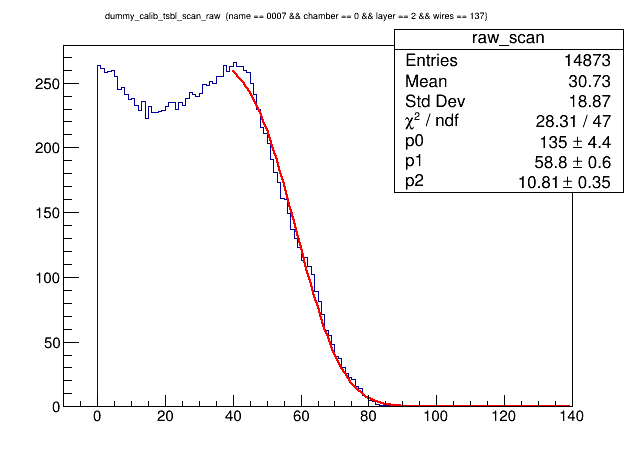 dummy_calib_tsbl_scan_raw (name == 0007 && chamber == 0 && layer == 2 && wires == 137)
raw_scan
Entries 14873
Mean 30.73
Std Dev 18.87
χ² / ndf 28.31 / 47
p0 135 ± 4.4
p1 58.8 ± 0.6
p2 10.81 ± 0.35
250
200
150
100
50
0
0 20 40 60 80 100 120 140